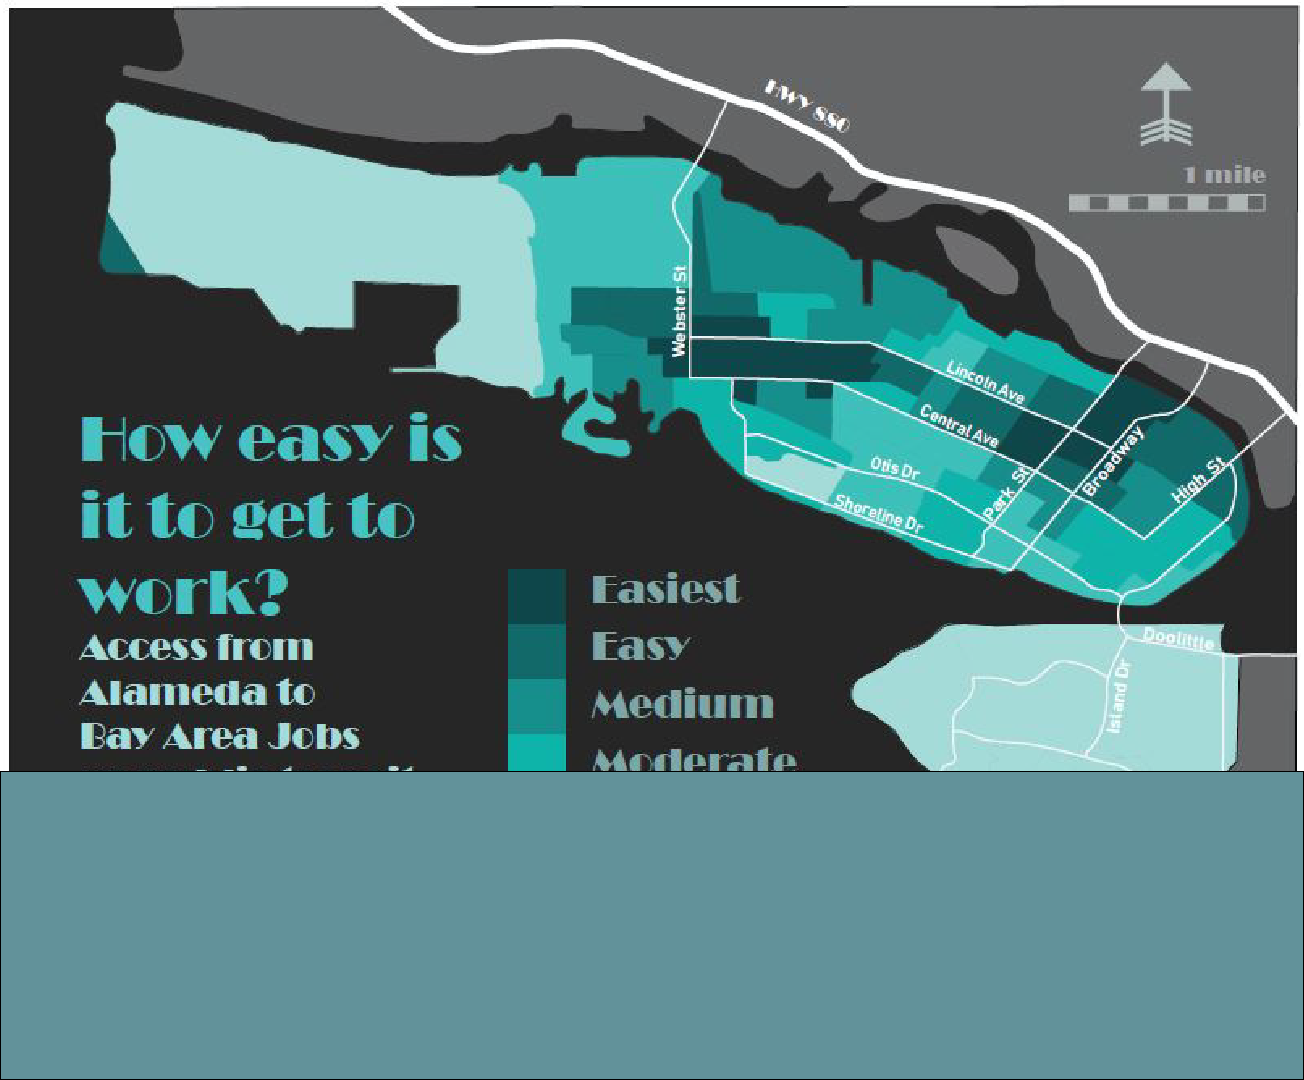 HWY 880
1 mile
Webster St
Lincoln Ave
Central Ave
Otis Dr
Park St
Broadway
High St
Shoreline Dr
How easy is
it to get to
work?
Access from
Alameda to
Bay Area Jobs
Easiest
Easy
Medium
Moderate
Doolittle
Island Dr